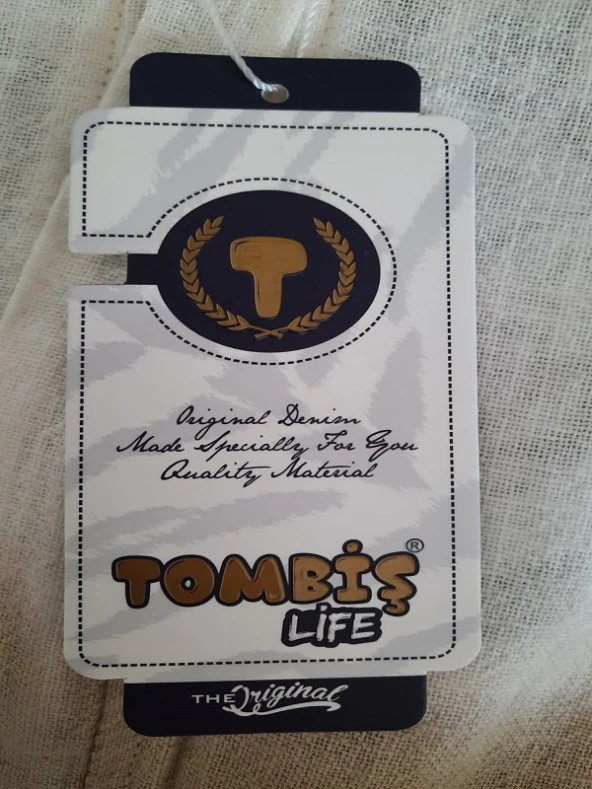 T
Original Denim
Made Specially For You
Quality Material
TOMBİŞ®
LİFE
THE Original